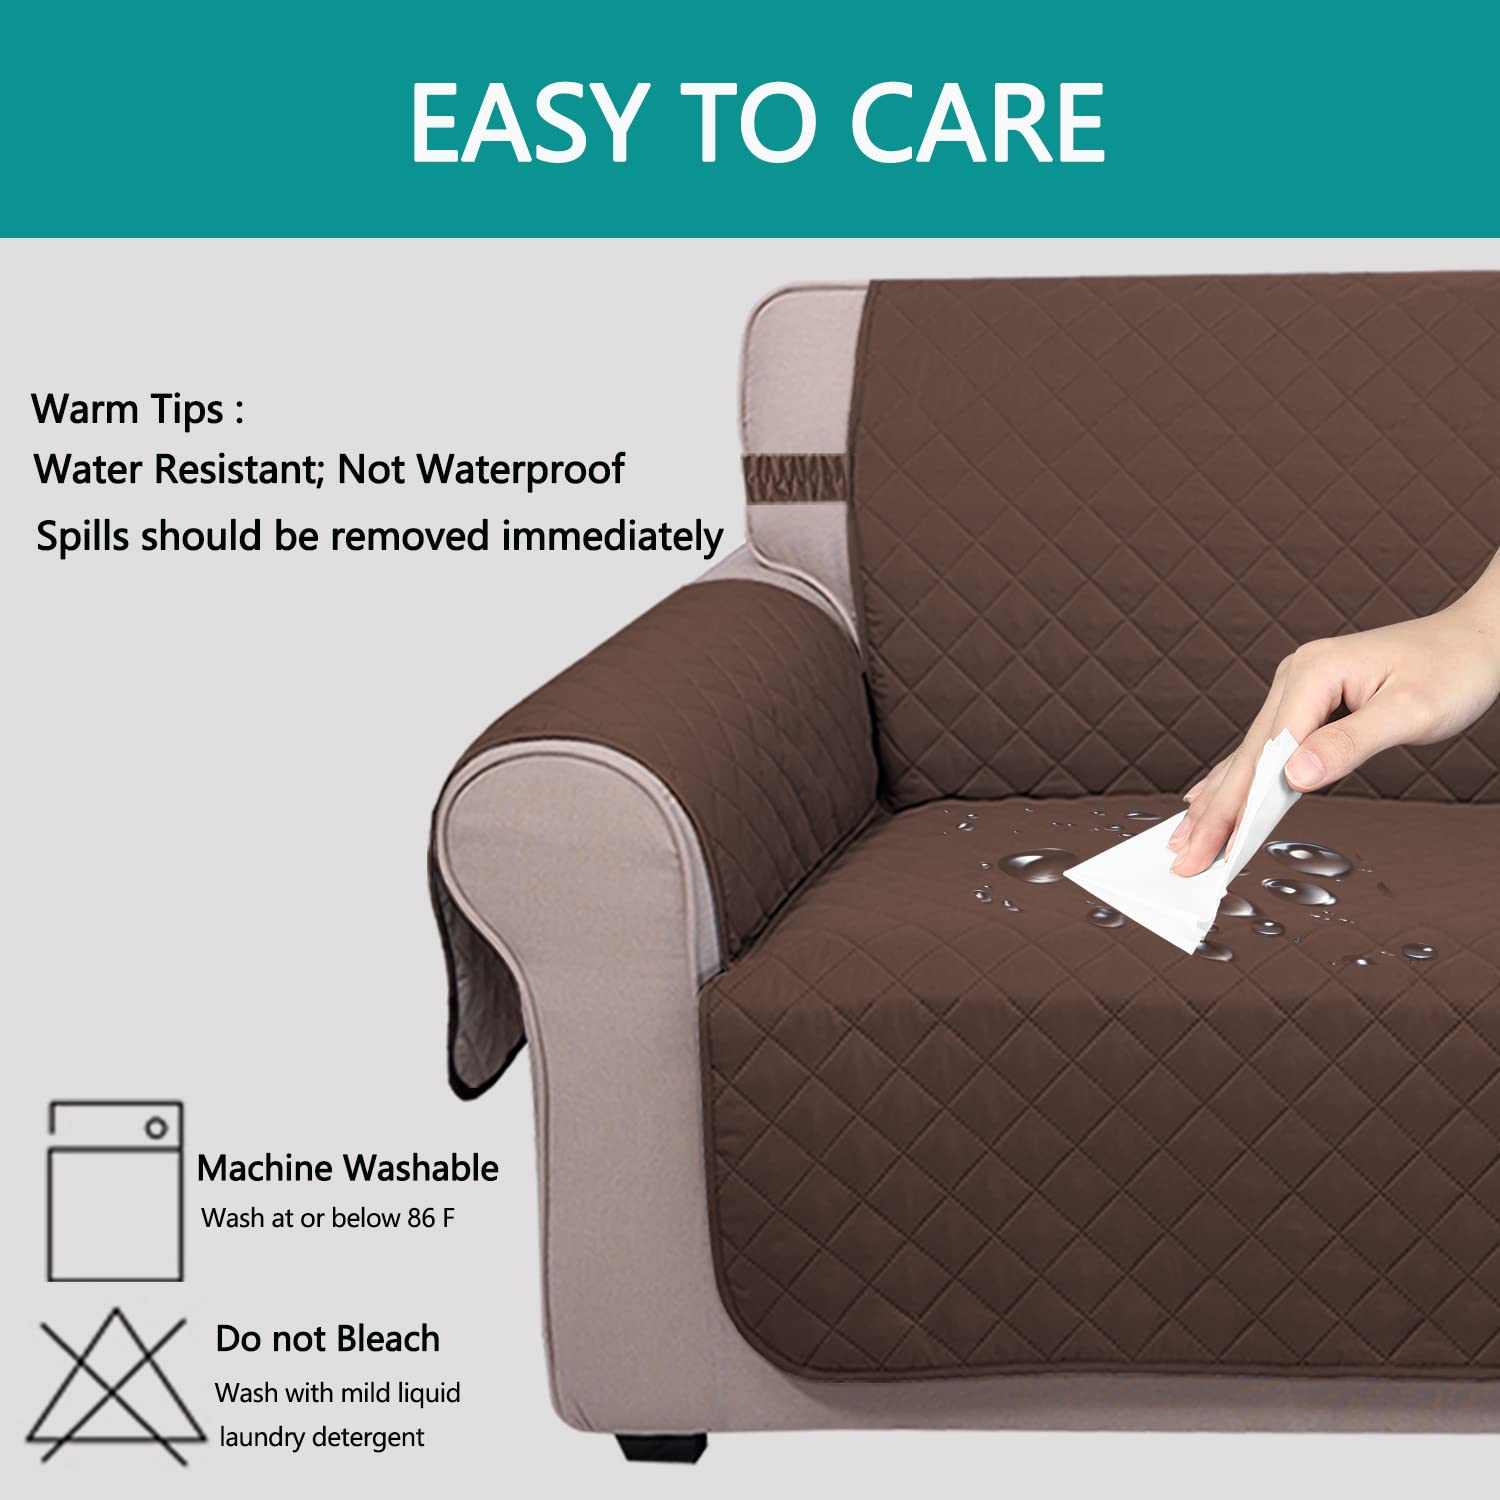 EASY TO CARE
Warm Tips :
Water Resistant; Not Waterproof
Spills should be removed immediately
Machine Washable
Wash at or below 86 F
Do not Bleach
Wash with mild liquid
laundry detergent